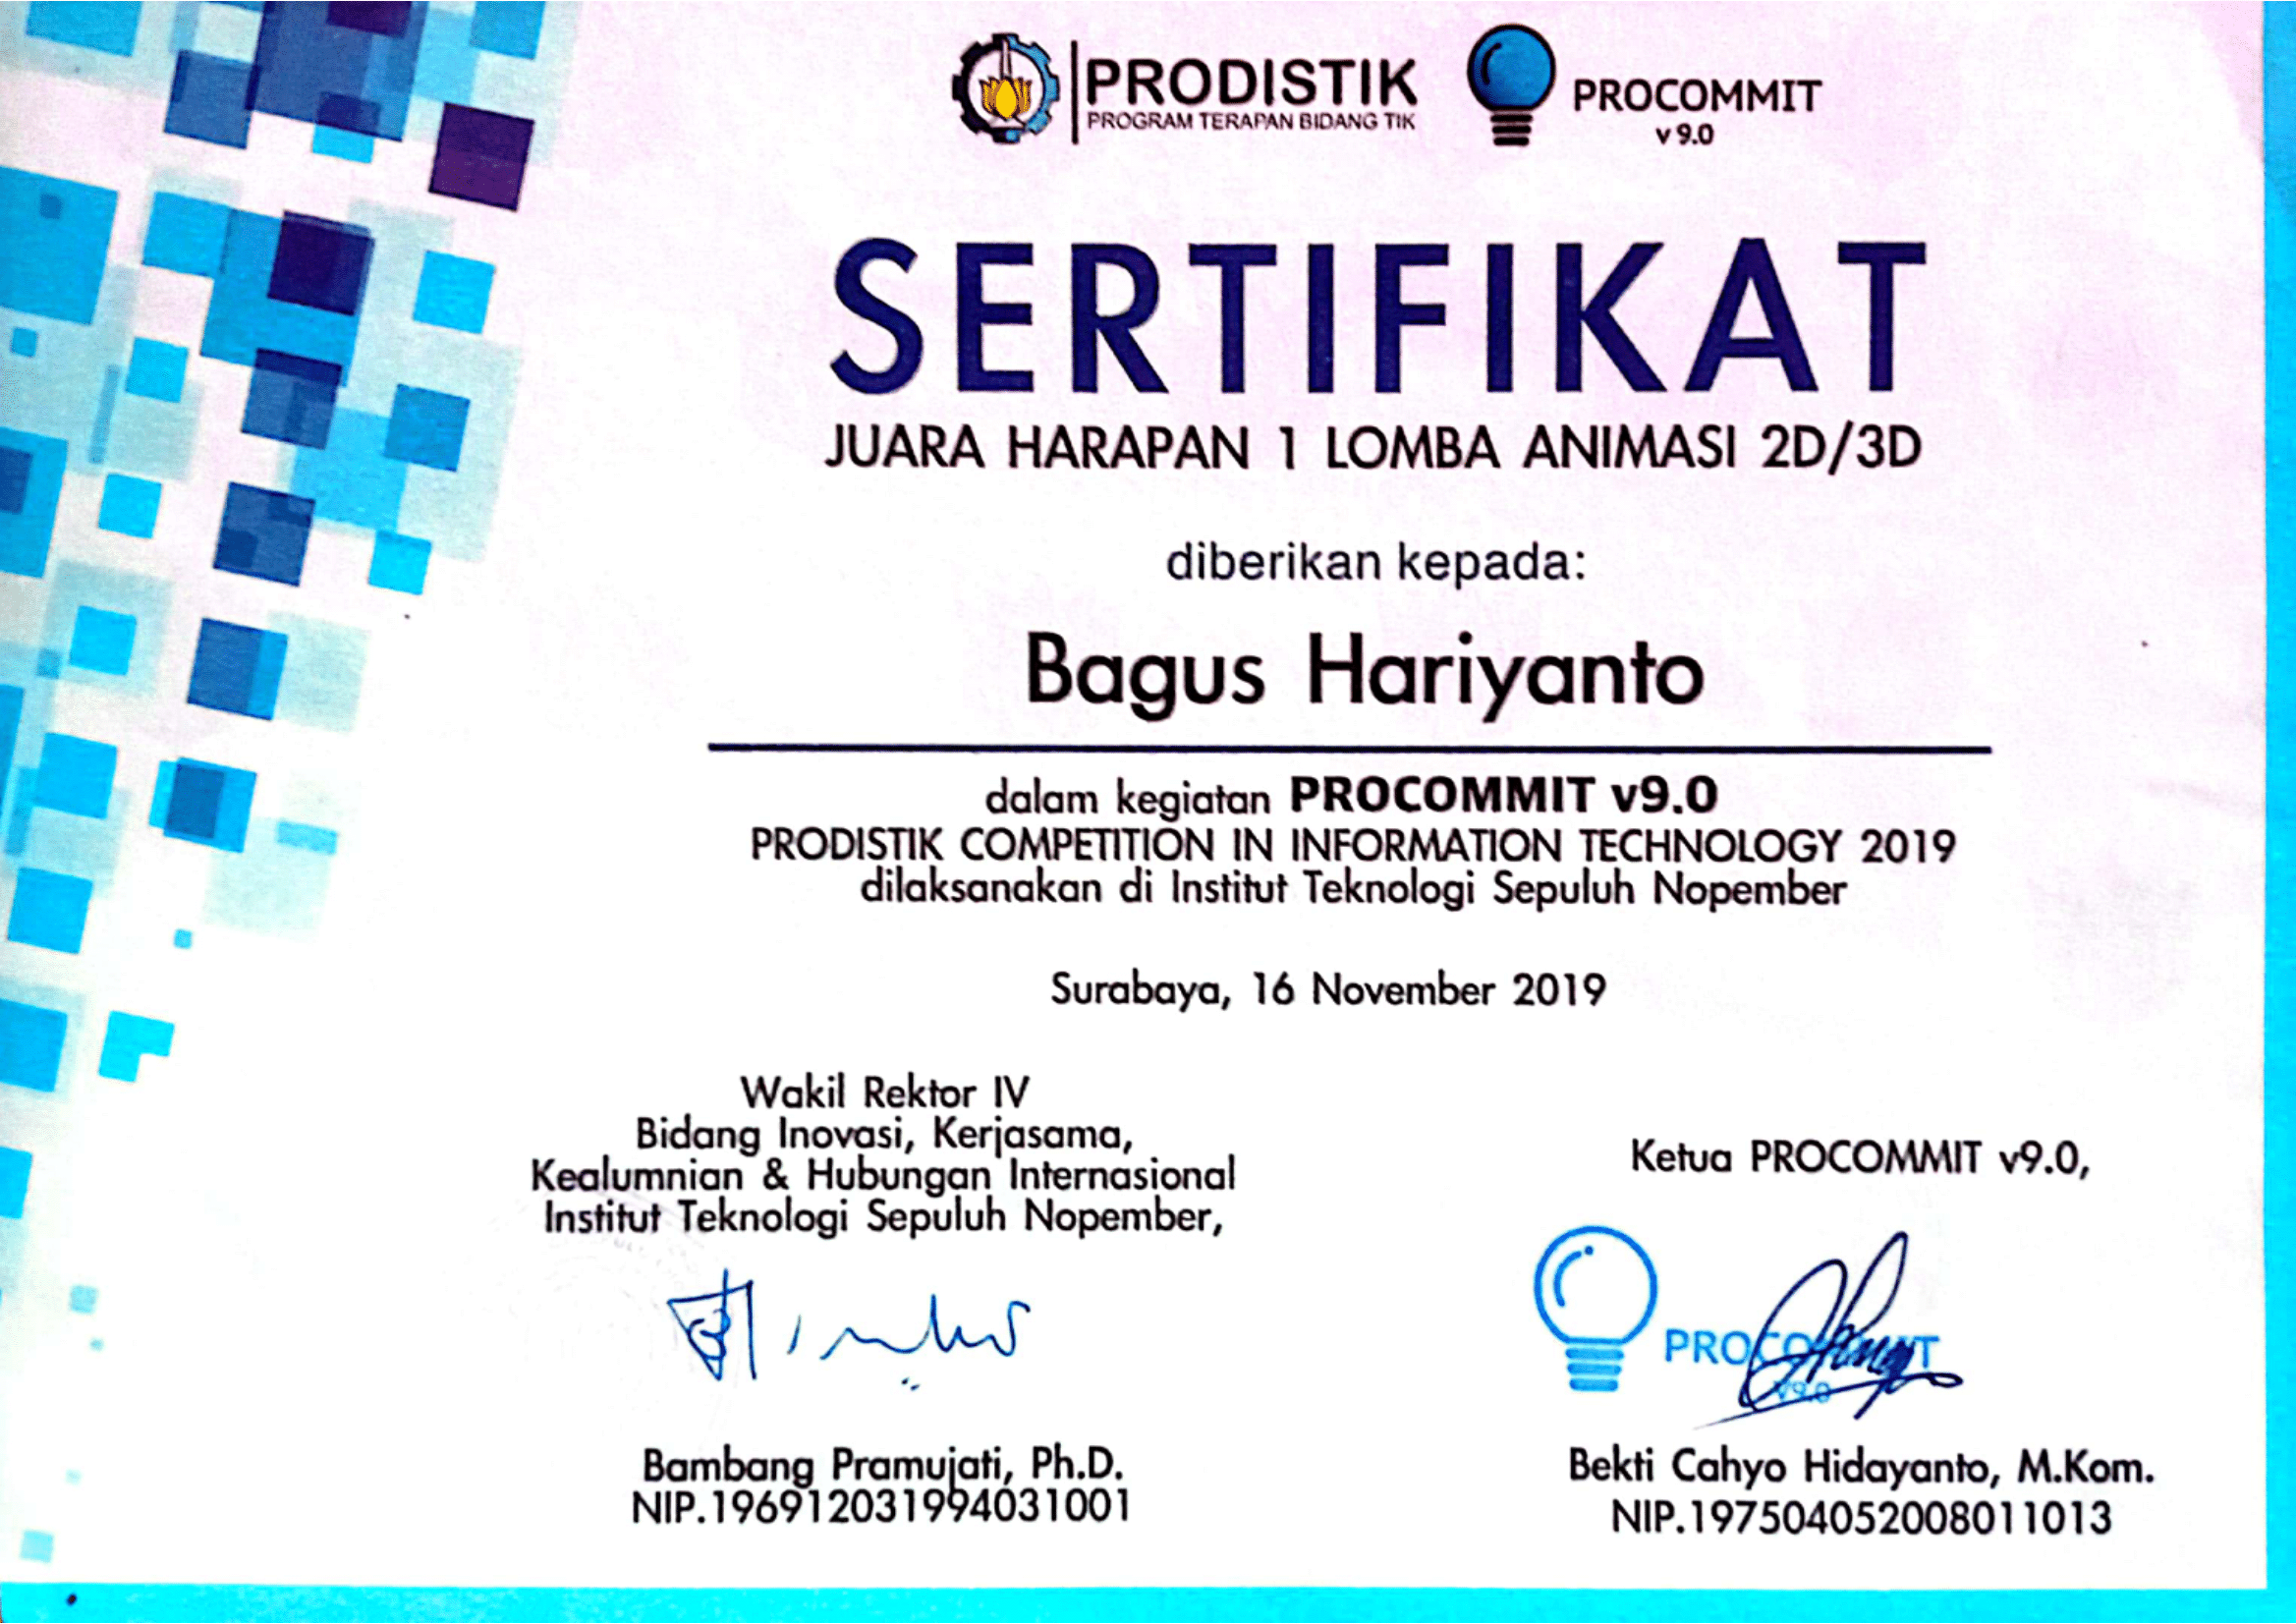 PRODISTIK
PROGRAM TERAPAN BIDANG TIK
PROCOMMIT
v 9.0
SERTIFIKAT
JUARA HARAPAN 1 LOMBA ANIMASI 2D/3D
diberikan kepada:
Bagus Hariyanto
dalam kegiatan PROCOMMIT v9.0
PRODISTIK COMPETITION IN INFORMATION TECHNOLOGY 2019
dilaksanakan di Institut Teknologi Sepuluh Nopember
Surabaya, 16 November 2019
Wakil Rektor IV
Bidang Inovasi, Kerjasama,
Kealumnian & Hubungan Internasional
Institut Teknologi Sepuluh Nopember,
Bambang Pramujati, Ph.D.
NIP.196912031994031001
Ketua PROCOMMIT v9.0,
PROCOMMIT
v9.0
Bekti Cahyo Hidayanto, M.Kom.
NIP.197504052008011013